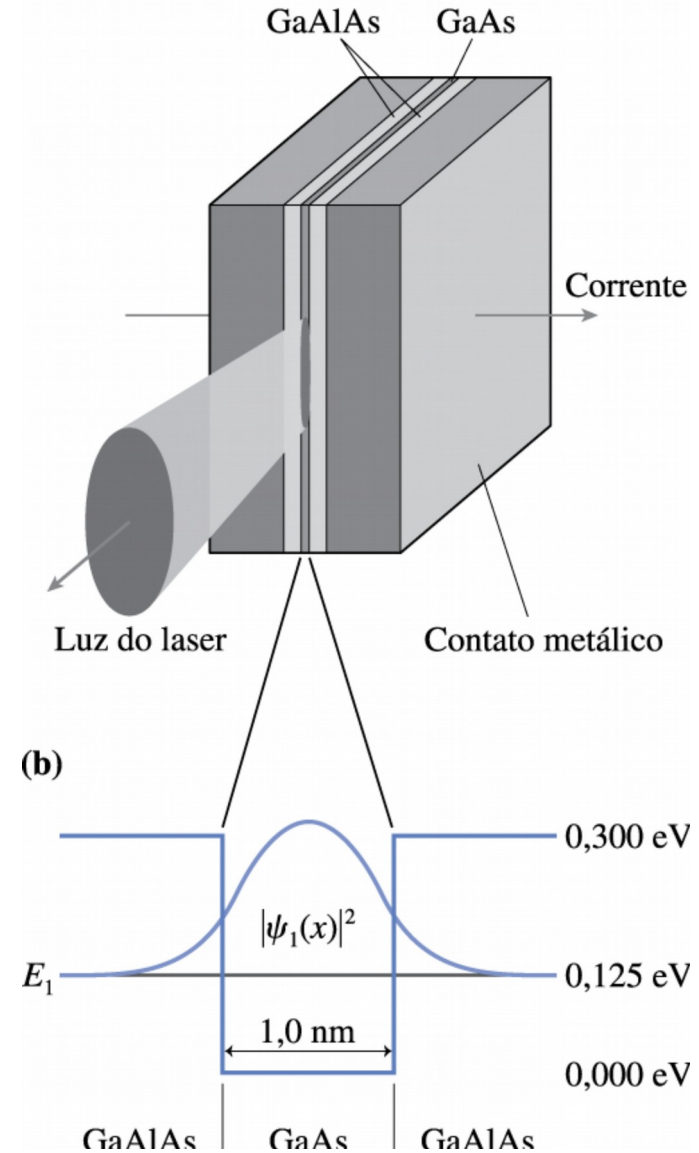 GaAlAs GaAs
Corrente
Luz do laser Contato metálico
(b)
0,300 eV
|ψ₁(x)|²
E₁ 0,125 eV
1,0 nm
0,000 eV
GaAlAs GaAs GaAlAs